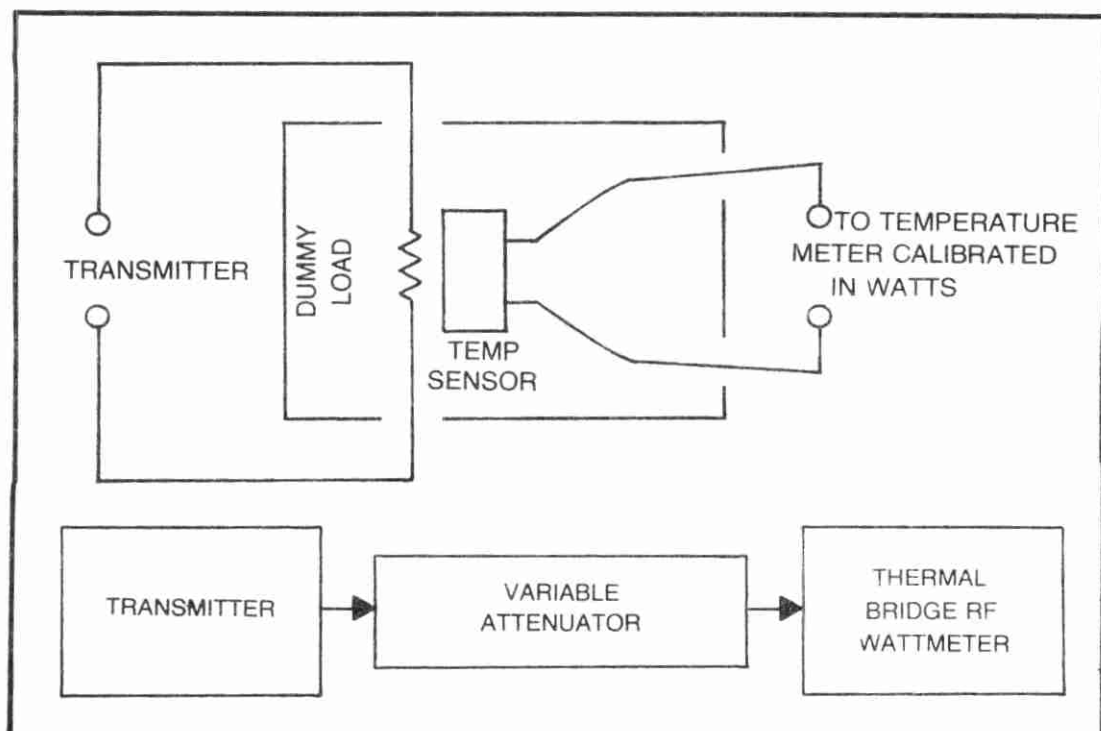 TRANSMITTER
DUMMY
LOAD
TEMP
SENSOR
TO TEMPERATURE
METER CALIBRATED
IN WATTS
TRANSMITTER
VARIABLE
ATTENUATOR
THERMAL
BRIDGE RF
WATTMETER